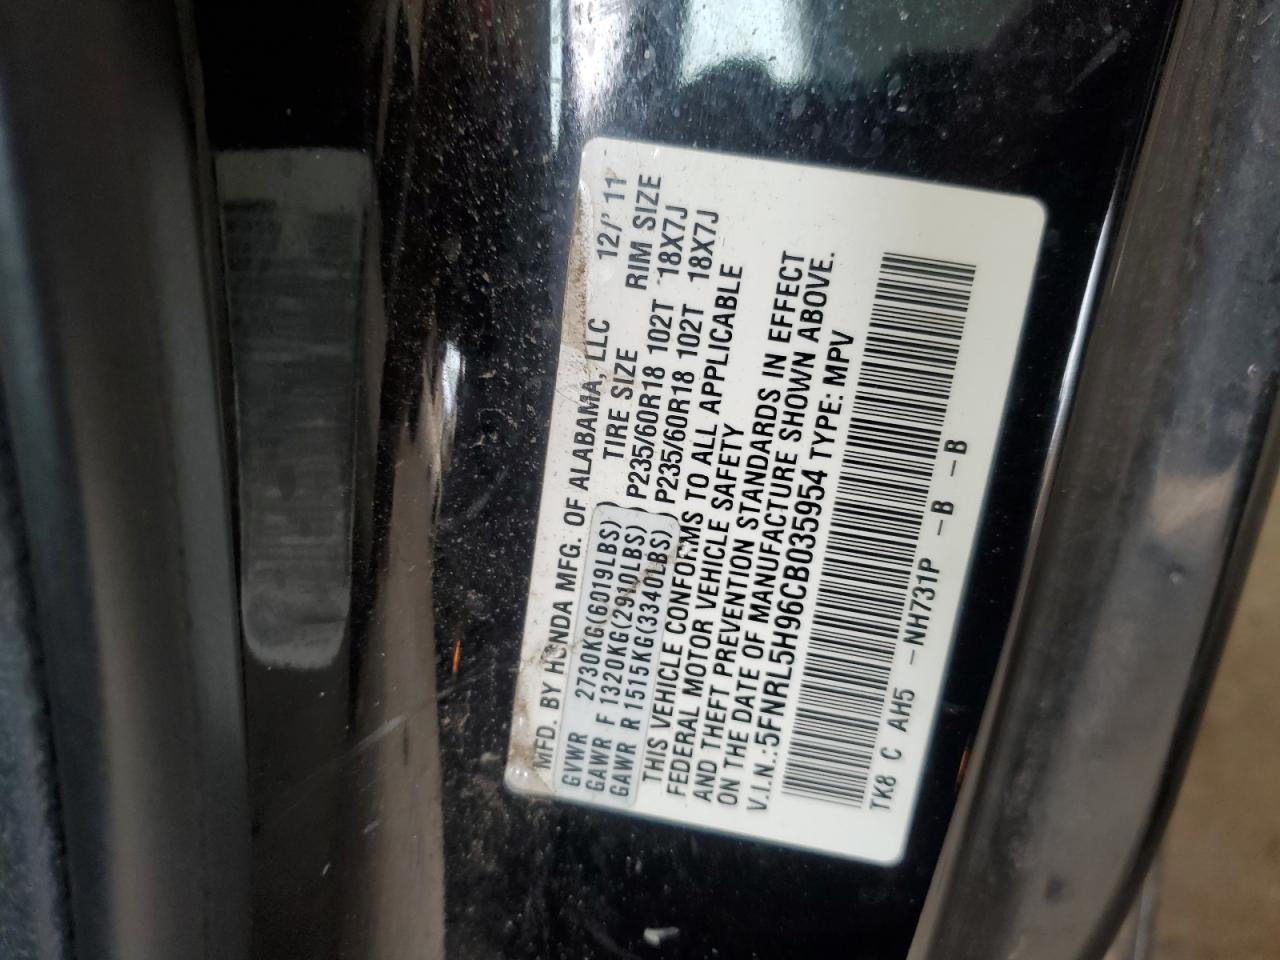 MFD. BY HONDA MFG. OF ALABAMA, LLC 12/' 11
TIRE SIZE RIM SIZE
GVWR 2730KG(6019LBS)
GAWR F 1320KG(2910LBS) P235/60R18 102T 18X7J
GAWR R 1515KG(3340LBS) P235/60R18 102T 18X7J
THIS VEHICLE CONFORMS TO ALL APPLICABLE
FEDERAL MOTOR VEHICLE SAFETY
AND THEFT PREVENTION STANDARDS IN EFFECT
ON THE DATE OF MANUFACTURE SHOWN ABOVE.
V.I.N.:5FNRL5H96CB035954 TYPE: MPV
TK8 C AH5 -NH731P -B -B